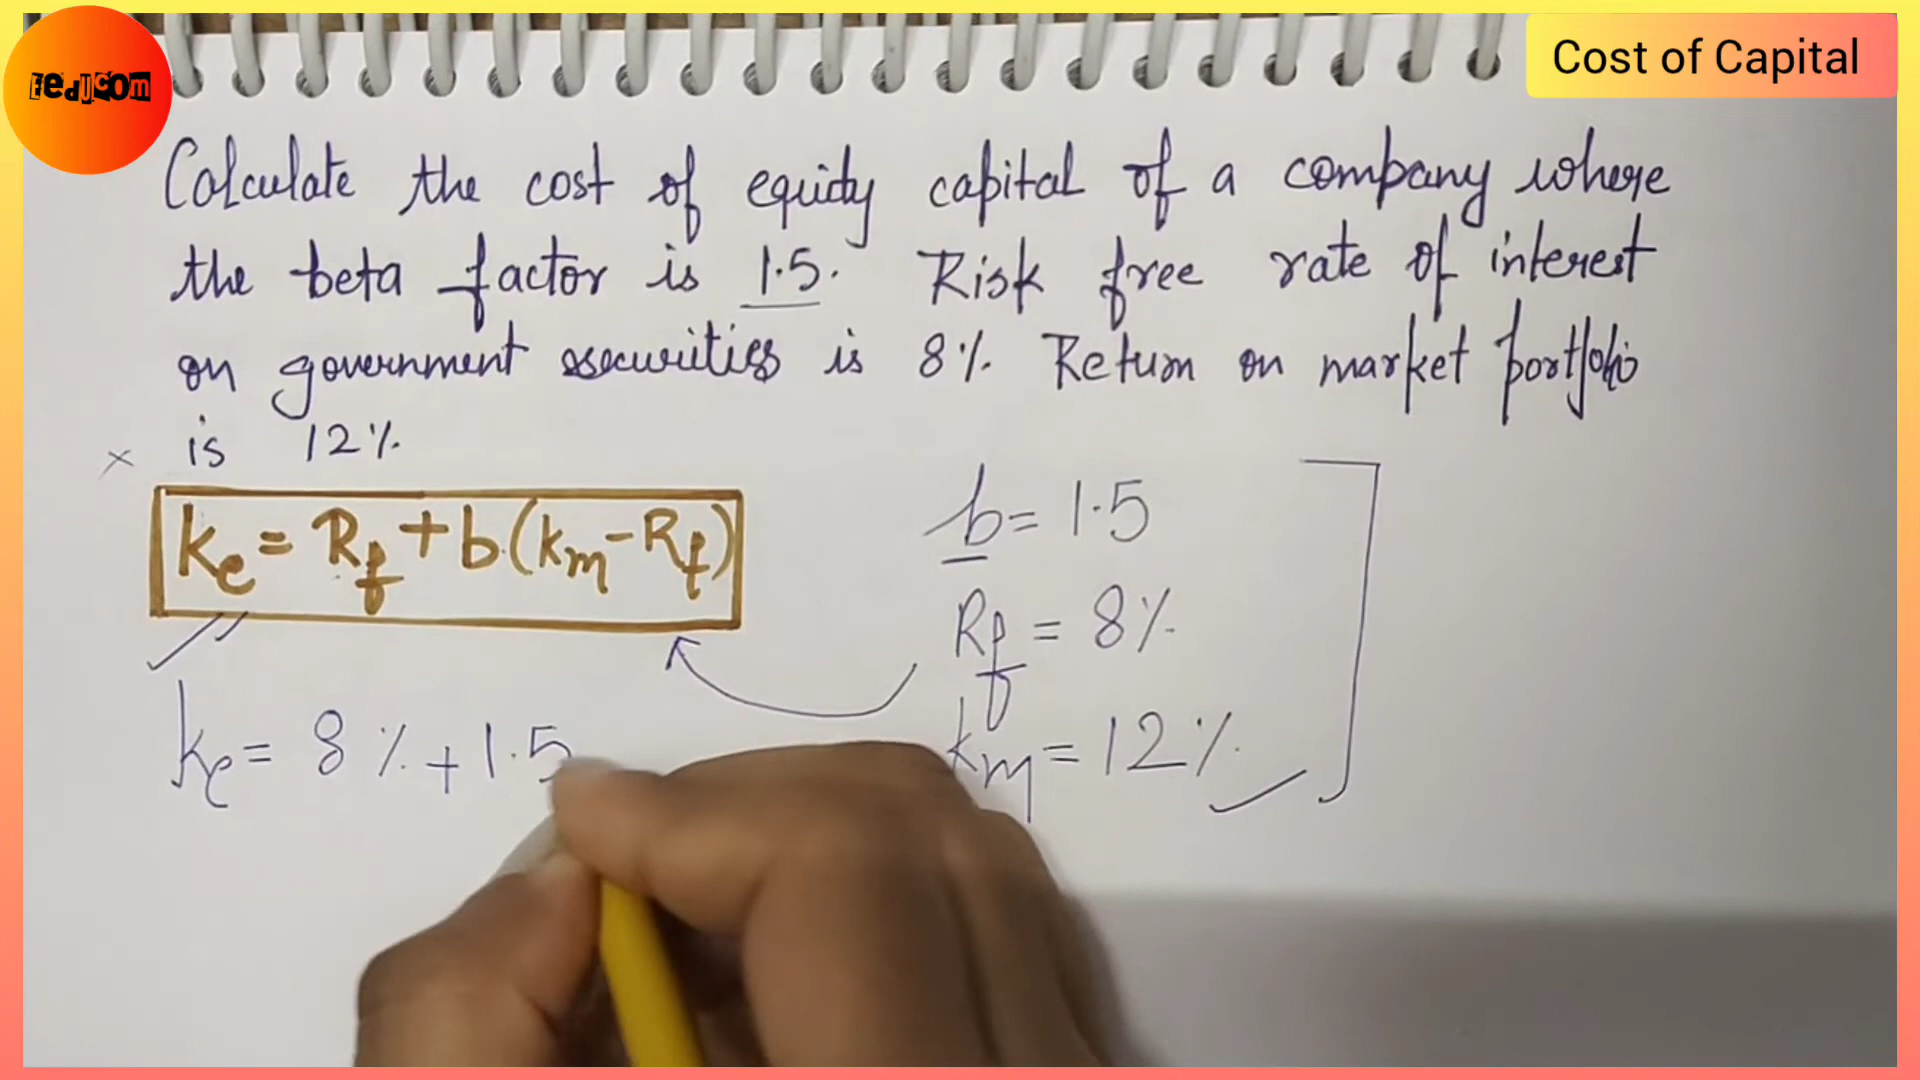 EeduCom
Cost of Capital
Calculate the cost of equity capital of a company where
the beta factor is 1.5. Risk free rate of interest
on government securities is 8%. Return on market portfolio
is 12%.
×
ke = Rf + b(km-Rf)
b = 1.5
Rf = 8%
km = 12%
ke = 8% + 1.5